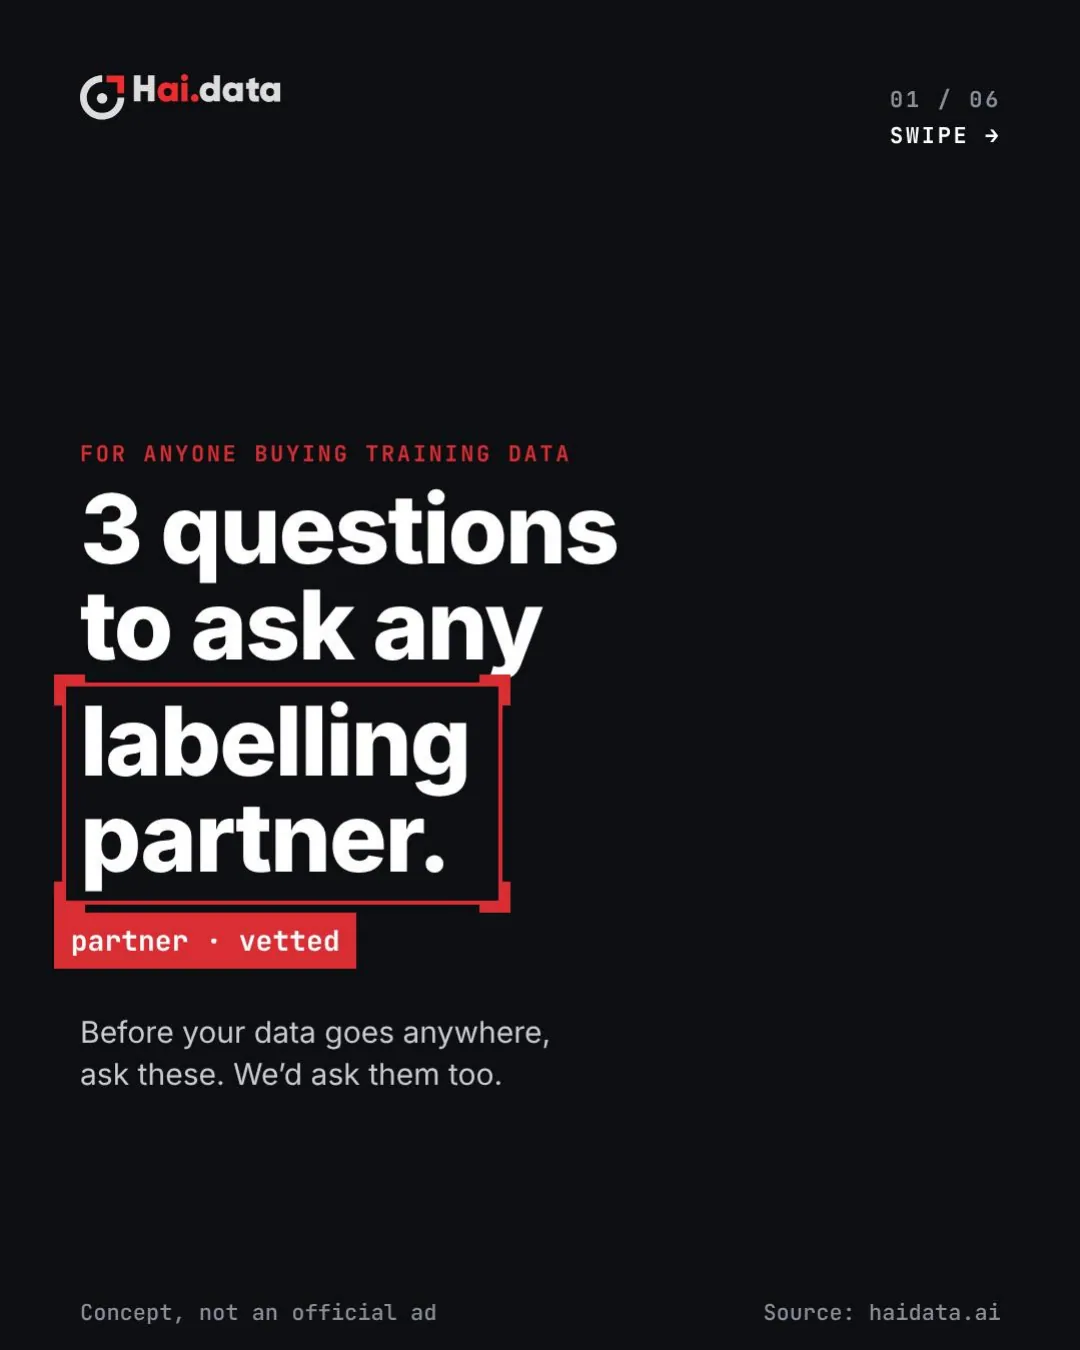 Hai.data
01 / 06
SWIPE →
FOR ANYONE BUYING TRAINING DATA
3 questions
to ask any
labelling
partner.
partner · vetted
Before your data goes anywhere,
ask these. We’d ask them too.
Concept, not an official ad
Source: haidata.ai